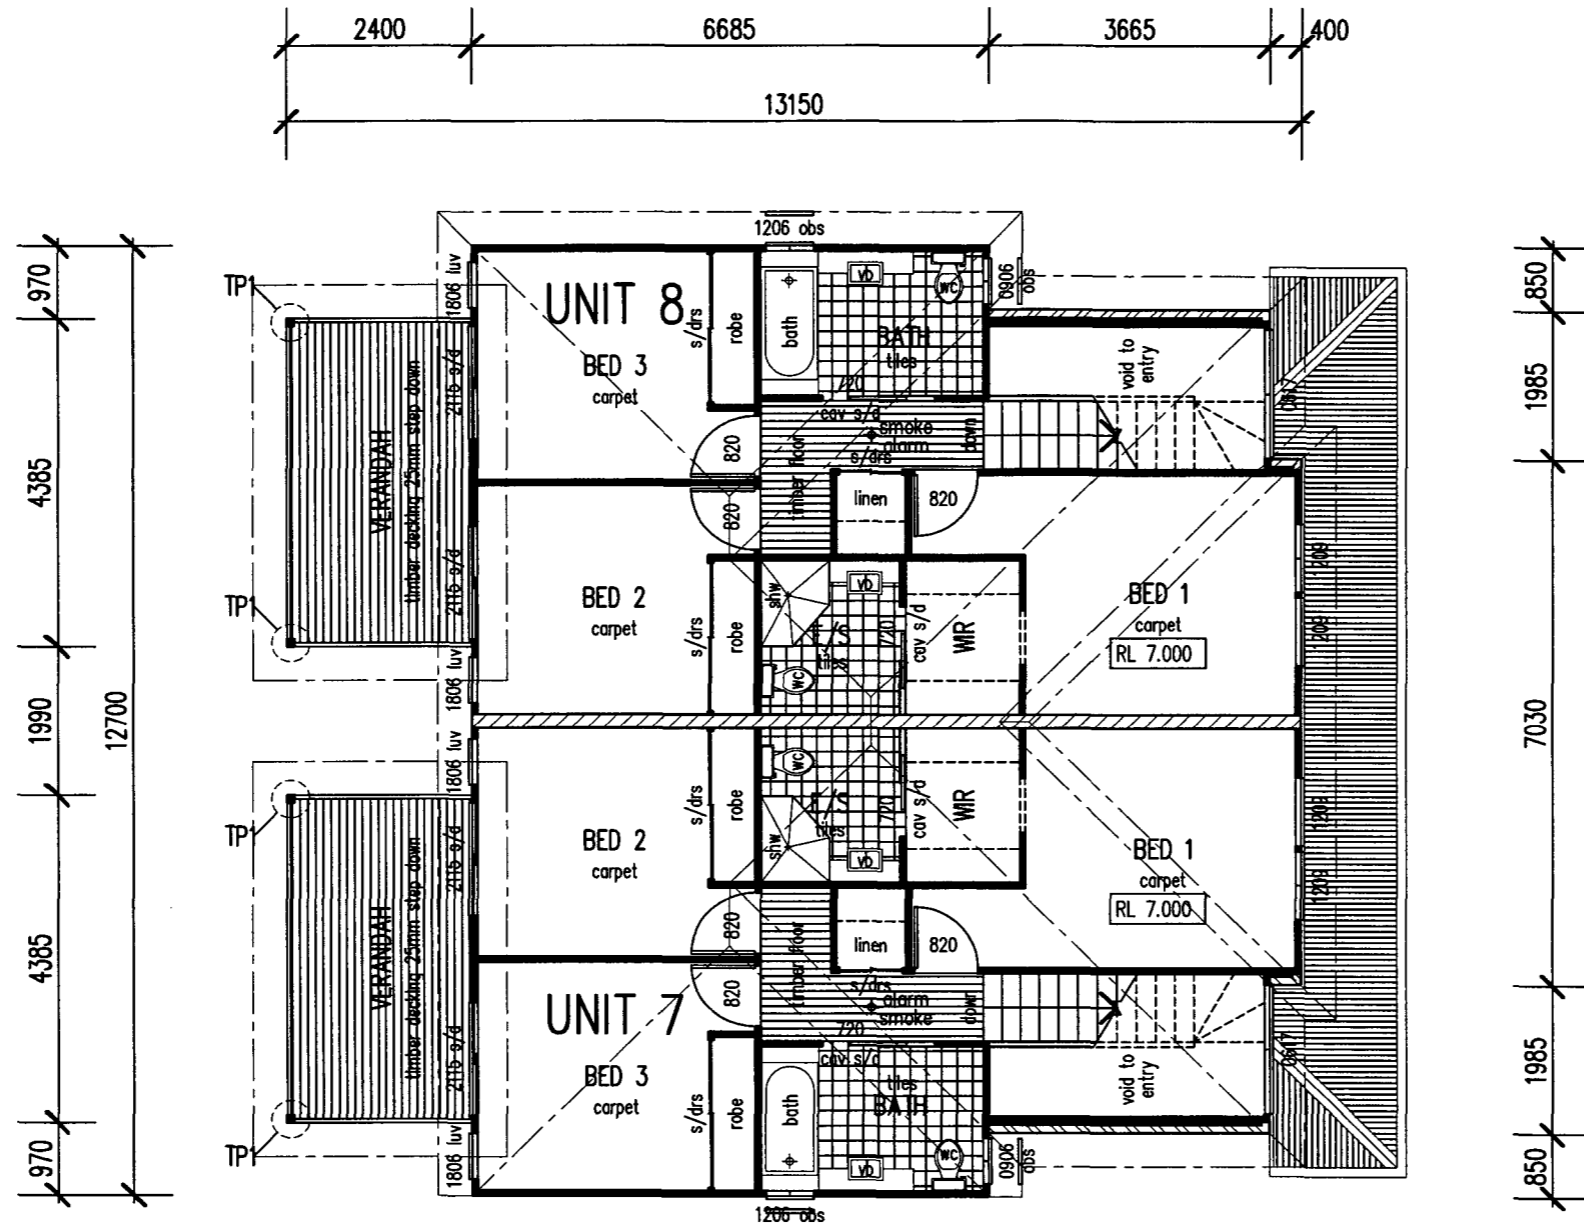 2400
6685
3665
400
13150
1206 obs
970
4385
1990
4385
970
12700
850
1985
7030
1985
850
TP1
TP1
TP1
TP1
VERANDAH
timber decking 25mm step down
1806 luv
2115 s/d
2115 s/d
1806 luv
UNIT 8
BED 3
carpet
s/drs
robe
bath
vb
WC
BATH
tiles
0906
obs
720
cav s/d
smoke
alarm
s/drs
down
void to
entry
0617
820
820
timber floor
linen
820
BED 2
carpet
s/drs
robe
shw
vb
E/S
tiles
WC
720
cav s/d
WIR
BED 1
carpet
RL 7.000
1209
1209
VERANDAH
timber decking 25mm step down
1806 luv
2115 s/d
2115 s/d
1806 luv
BED 2
carpet
s/drs
robe
WC
E/S
tiles
shw
vb
720
cav s/d
WIR
BED 1
carpet
RL 7.000
1209
1209
820
820
timber floor
linen
820
UNIT 7
BED 3
carpet
s/drs
robe
s/drs
alarm
smoke
down
720
cav s/d
tiles
BATH
bath
vb
WC
0906
obs
void to
entry
0617
1206 obs